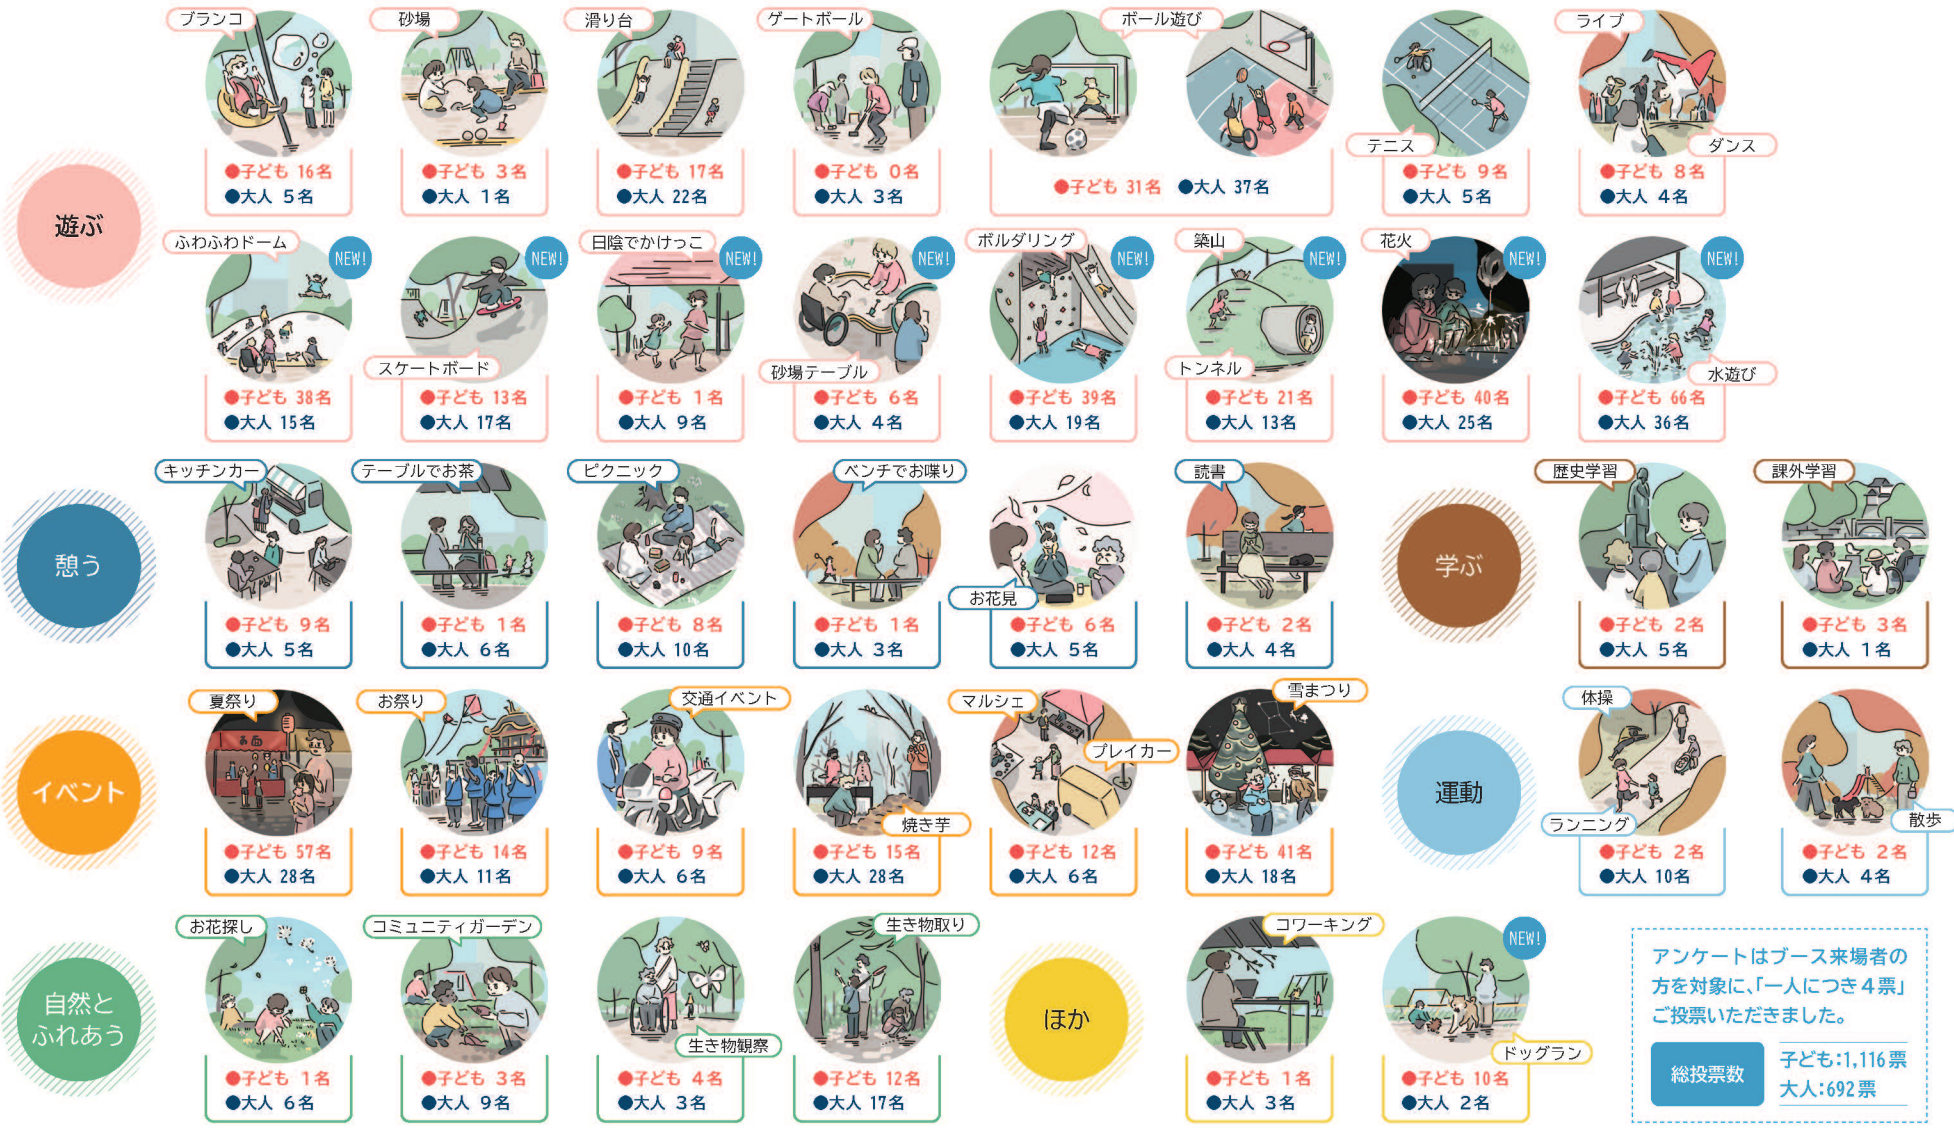 遊ぶ
ブランコ
●子ども 16名
●大人 5名
砂場
●子ども 3名
●大人 1名
滑り台
●子ども 17名
●大人 22名
ゲートボール
●子ども 0名
●大人 3名
ボール遊び
●子ども 31名 ●大人 37名
テニス
●子ども 9名
●大人 5名
ライブ
ダンス
●子ども 8名
●大人 4名
ふわふわドーム
NEW!
●子ども 38名
●大人 15名
NEW!
スケートボード
●子ども 13名
●大人 17名
日陰でかけっこ
NEW!
●子ども 1名
●大人 9名
NEW!
砂場テーブル
●子ども 6名
●大人 4名
ボルダリング
NEW!
●子ども 39名
●大人 19名
築山
NEW!
トンネル
●子ども 21名
●大人 13名
花火
NEW!
●子ども 40名
●大人 25名
NEW!
水遊び
●子ども 66名
●大人 36名
憩う
キッチンカー
●子ども 9名
●大人 5名
テーブルでお茶
●子ども 1名
●大人 6名
ピクニック
●子ども 8名
●大人 10名
ベンチでお喋り
●子ども 1名
●大人 3名
お花見
●子ども 6名
●大人 5名
読書
●子ども 2名
●大人 4名
学ぶ
歴史学習
●子ども 2名
●大人 5名
課外学習
●子ども 3名
●大人 1名
イベント
夏祭り
お面
●子ども 57名
●大人 28名
お祭り
●子ども 14名
●大人 11名
交通イベント
●子ども 9名
●大人 6名
焼き芋
●子ども 15名
●大人 28名
マルシェ
プレイカー
●子ども 12名
●大人 6名
雪まつり
●子ども 41名
●大人 18名
運動
体操
ランニング
●子ども 2名
●大人 10名
散歩
●子ども 2名
●大人 4名
自然と
ふれあう
お花探し
●子ども 1名
●大人 6名
コミュニティガーデン
●子ども 3名
●大人 9名
生き物観察
●子ども 4名
●大人 3名
生き物取り
●子ども 12名
●大人 17名
ほか
コワーキング
●子ども 1名
●大人 3名
NEW!
ドッグラン
●子ども 10名
●大人 2名
アンケートはブース来場者の
方を対象に、「一人につき4票」
ご投票いただきました。
総投票数
子ども:1,116票
大人:692票